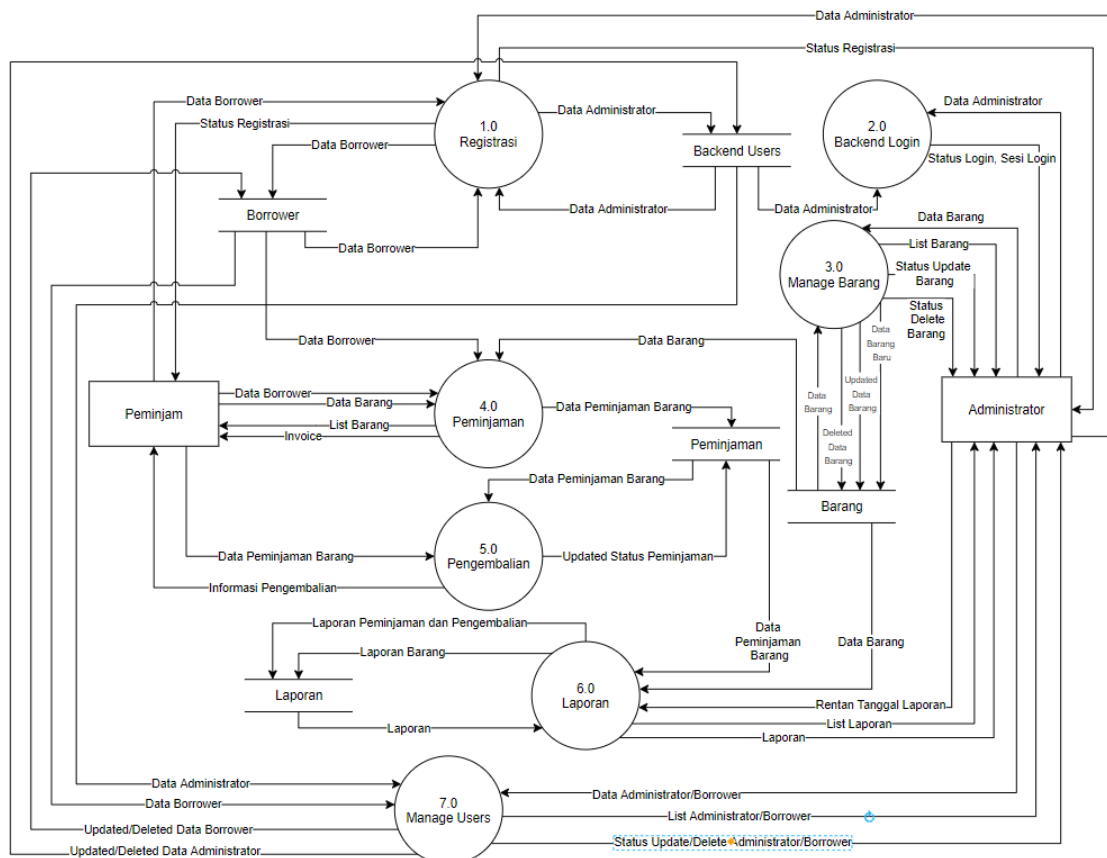 Data Administrator
Status Registrasi
Data Borrower
Status Registrasi
Data Borrower
1.0
Registrasi
Data Administrator
Backend Users
Data Administrator
2.0
Backend Login
Data Administrator
Status Login, Sesi Login
Data Administrator
Borrower
Data Borrower
Data Barang
List Barang
3.0
Manage Barang
Status Update
Barang
Status
Delete
Barang
Data
Barang
Baru
Updated
Data
Barang
Data
Barang
Deleted
Data
Barang
Data Borrower
Data Barang
Peminjam
Data Borrower
Data Barang
List Barang
Invoice
4.0
Peminjaman
Data Peminjaman Barang
Peminjaman
Administrator
Data Peminjaman Barang
Barang
Data Peminjaman Barang
5.0
Pengembalian
Updated Status Peminjaman
Informasi Pengembalian
Laporan Peminjaman dan Pengembalian
Laporan Barang
Laporan
Laporan
6.0
Laporan
Data
Peminjaman
Barang
Data Barang
Rentan Tanggal Laporan
List Laporan
Laporan
Data Administrator
Data Borrower
Updated/Deleted Data Borrower
Updated/Deleted Data Administrator
7.0
Manage Users
Data Administrator/Borrower
List Administrator/Borrower
Status Update/Delete Administrator/Borrower